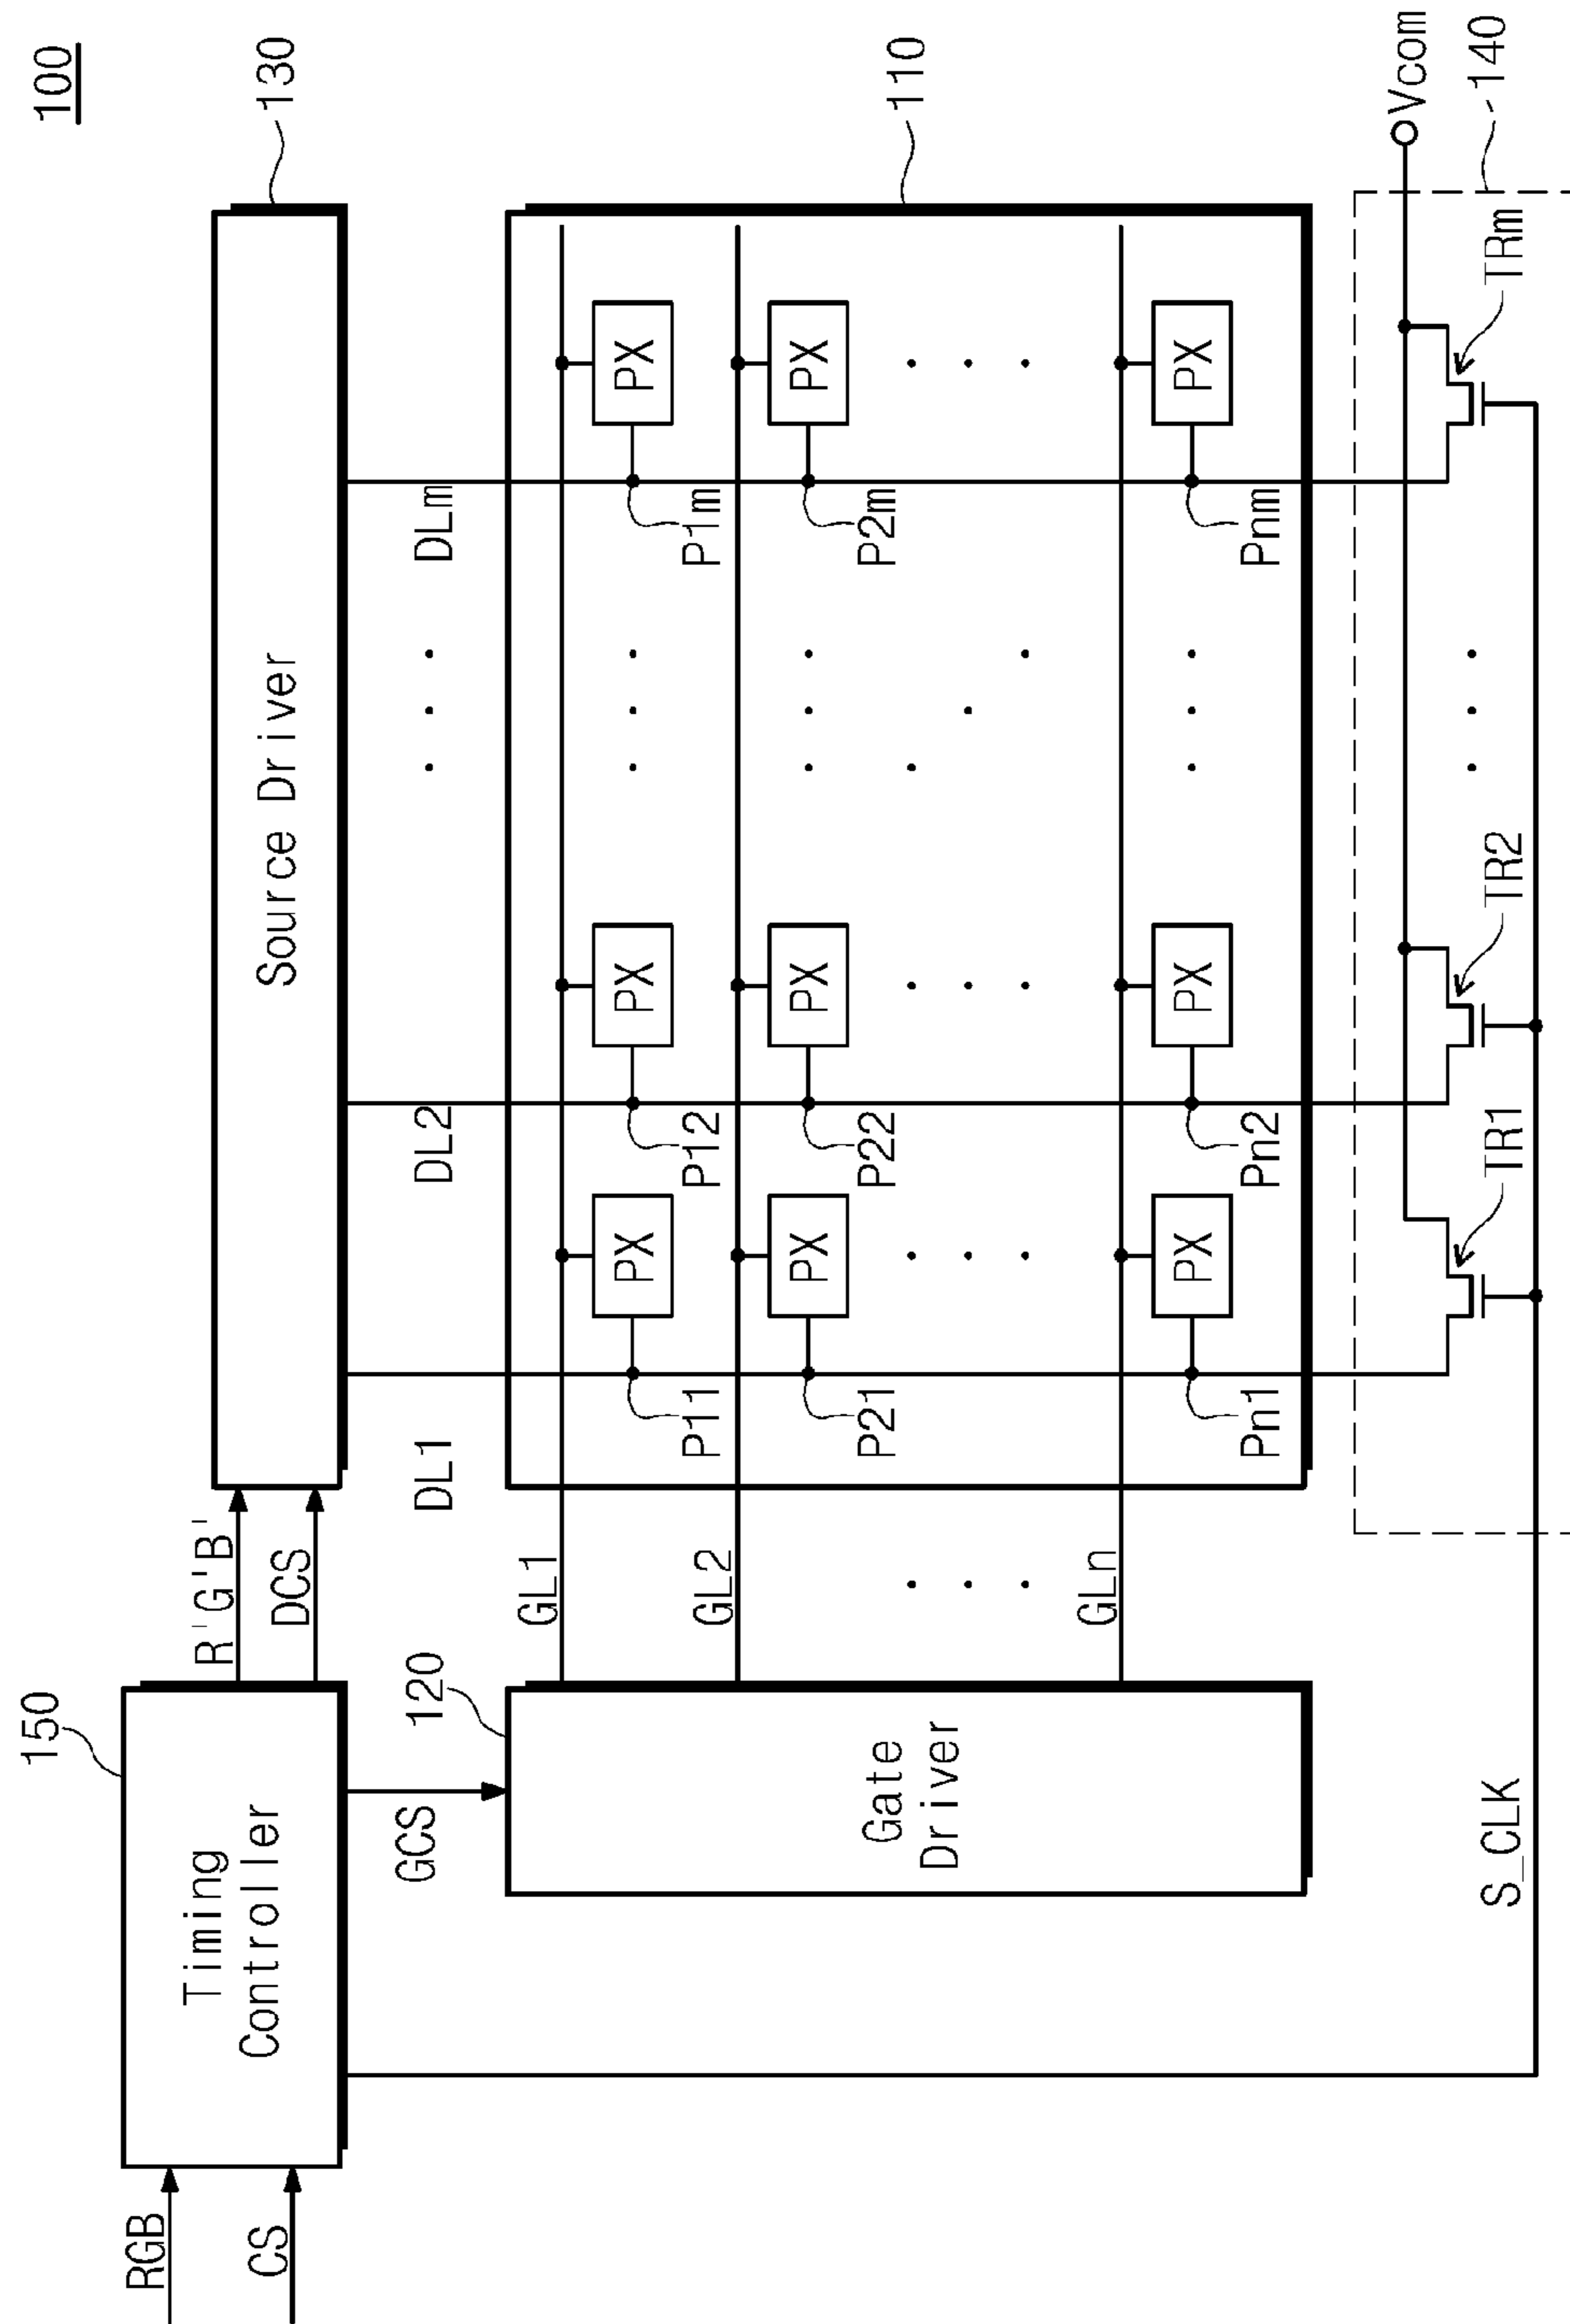 100
150
130
RGB
CS
Timing
Controller
R'G'B'
DCS
Source Driver
GCS
120
DL1
DL2
. . .
DLm
110
Gate
Driver
GL1
GL2
GLn
PX
PX
PX
P11
P12
P1m
PX
PX
PX
P21
P22
P2m
PX
PX
PX
Pn1
Pn2
Pnm
Vcom
140
S_CLK
TR1
TR2
TRm